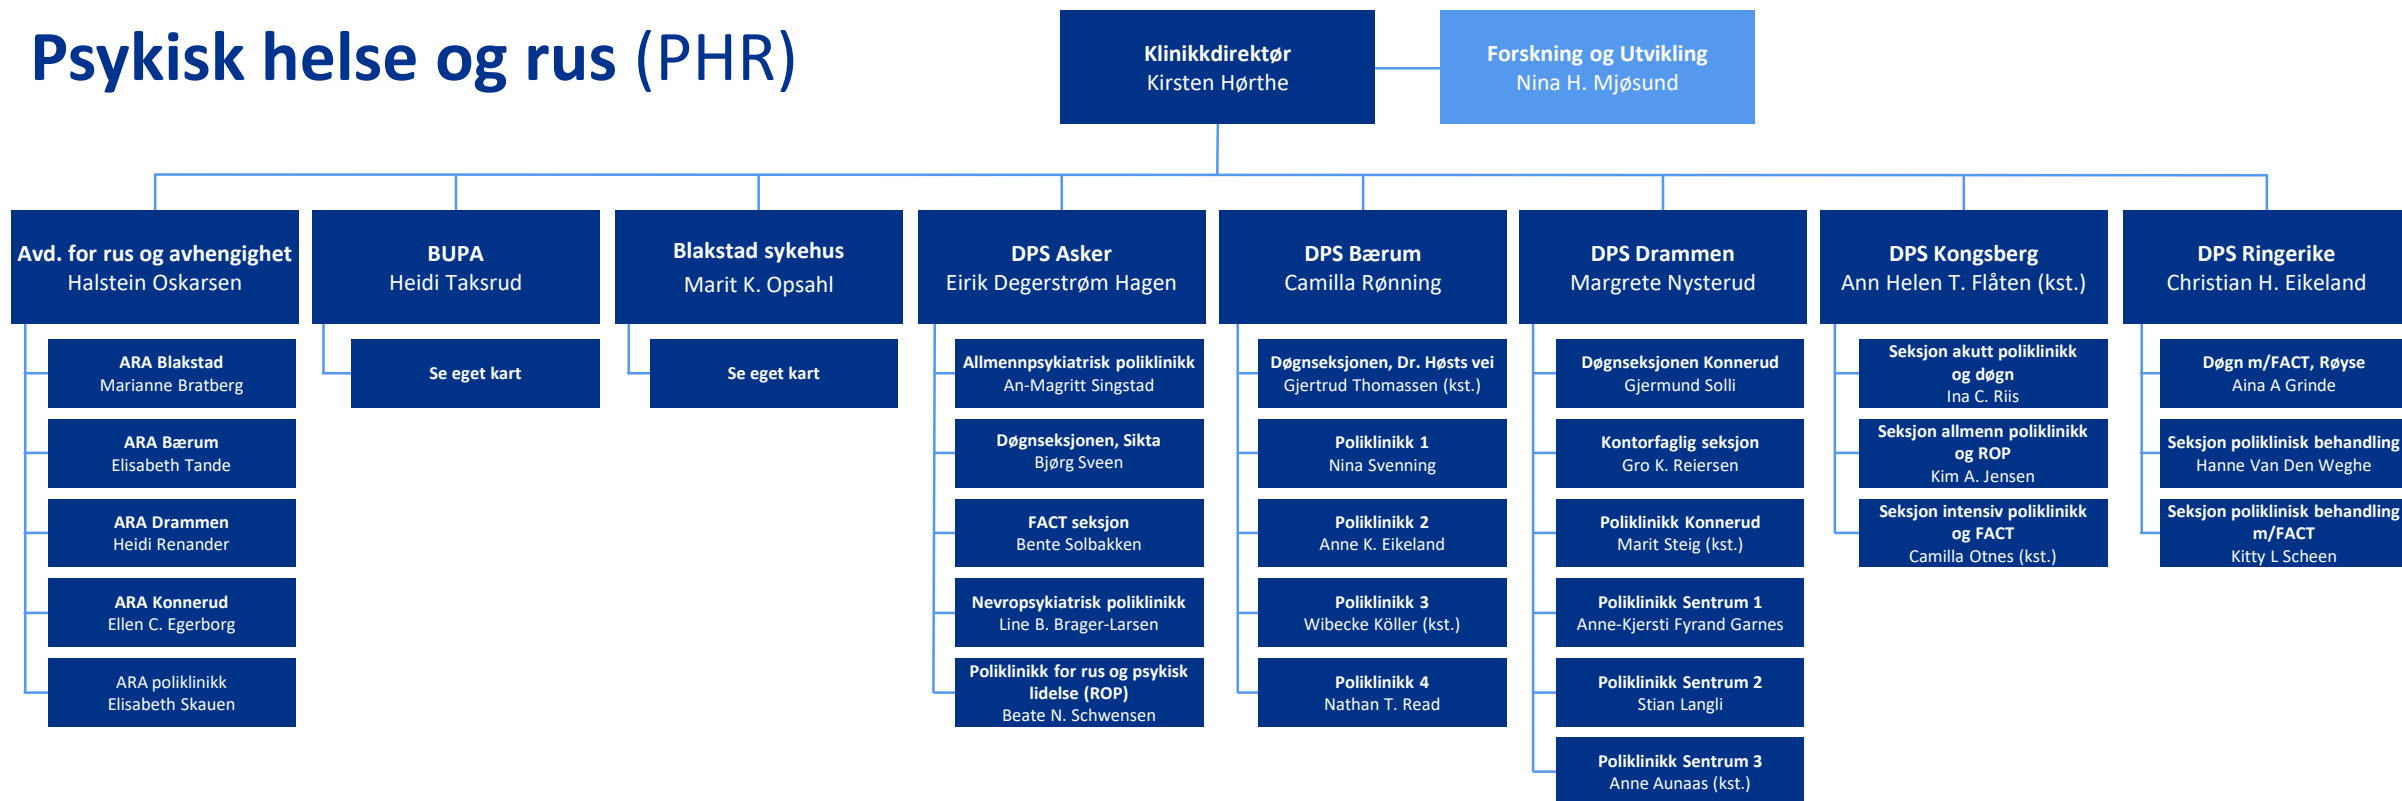 Psykisk helse og rus (PHR)
Klinikkdirektør
Kirsten Hørthe
Forskning og Utvikling
Nina H. Mjøsund
Avd. for rus og avhengighet
Halstein Oskarsen
ARA Blakstad
Marianne Bratberg
ARA Bærum
Elisabeth Tande
ARA Drammen
Heidi Renander
ARA Konnerud
Ellen C. Egerborg
ARA poliklinikk
Elisabeth Skauen
BUPA
Heidi Taksrud
Se eget kart
Blakstad sykehus
Marit K. Opsahl
Se eget kart
DPS Asker
Eirik Degerstrøm Hagen
Allmennpsykiatrisk poliklinikk
An-Magritt Singstad
Døgnseksjonen, Sikta
Bjørg Sveen
FACT seksjon
Bente Solbakken
Nevropsykiatrisk poliklinikk
Line B. Brager-Larsen
Poliklinikk for rus og psykisk
lidelse (ROP)
Beate N. Schwensen
DPS Bærum
Camilla Rønning
Døgnseksjonen, Dr. Høsts vei
Gjertrud Thomassen (kst.)
Poliklinikk 1
Nina Svenning
Poliklinikk 2
Anne K. Eikeland
Poliklinikk 3
Wibecke Köller (kst.)
Poliklinikk 4
Nathan T. Read
DPS Drammen
Margrete Nysterud
Døgnseksjonen Konnerud
Gjermund Solli
Kontorfaglig seksjon
Gro K. Reiersen
Poliklinikk Konnerud
Marit Steig (kst.)
Poliklinikk Sentrum 1
Anne-Kjersti Fyrand Garnes
Poliklinikk Sentrum 2
Stian Langli
Poliklinikk Sentrum 3
Anne Aunaas (kst.)
DPS Kongsberg
Ann Helen T. Flåten (kst.)
Seksjon akutt poliklinikk
og døgn
Ina C. Riis
Seksjon allmenn poliklinikk
og ROP
Kim A. Jensen
Seksjon intensiv poliklinikk
og FACT
Camilla Otnes (kst.)
DPS Ringerike
Christian H. Eikeland
Døgn m/FACT, Røyse
Aina A Grinde
Seksjon poliklinisk behandling
Hanne Van Den Weghe
Seksjon poliklinisk behandling
m/FACT
Kitty L Scheen